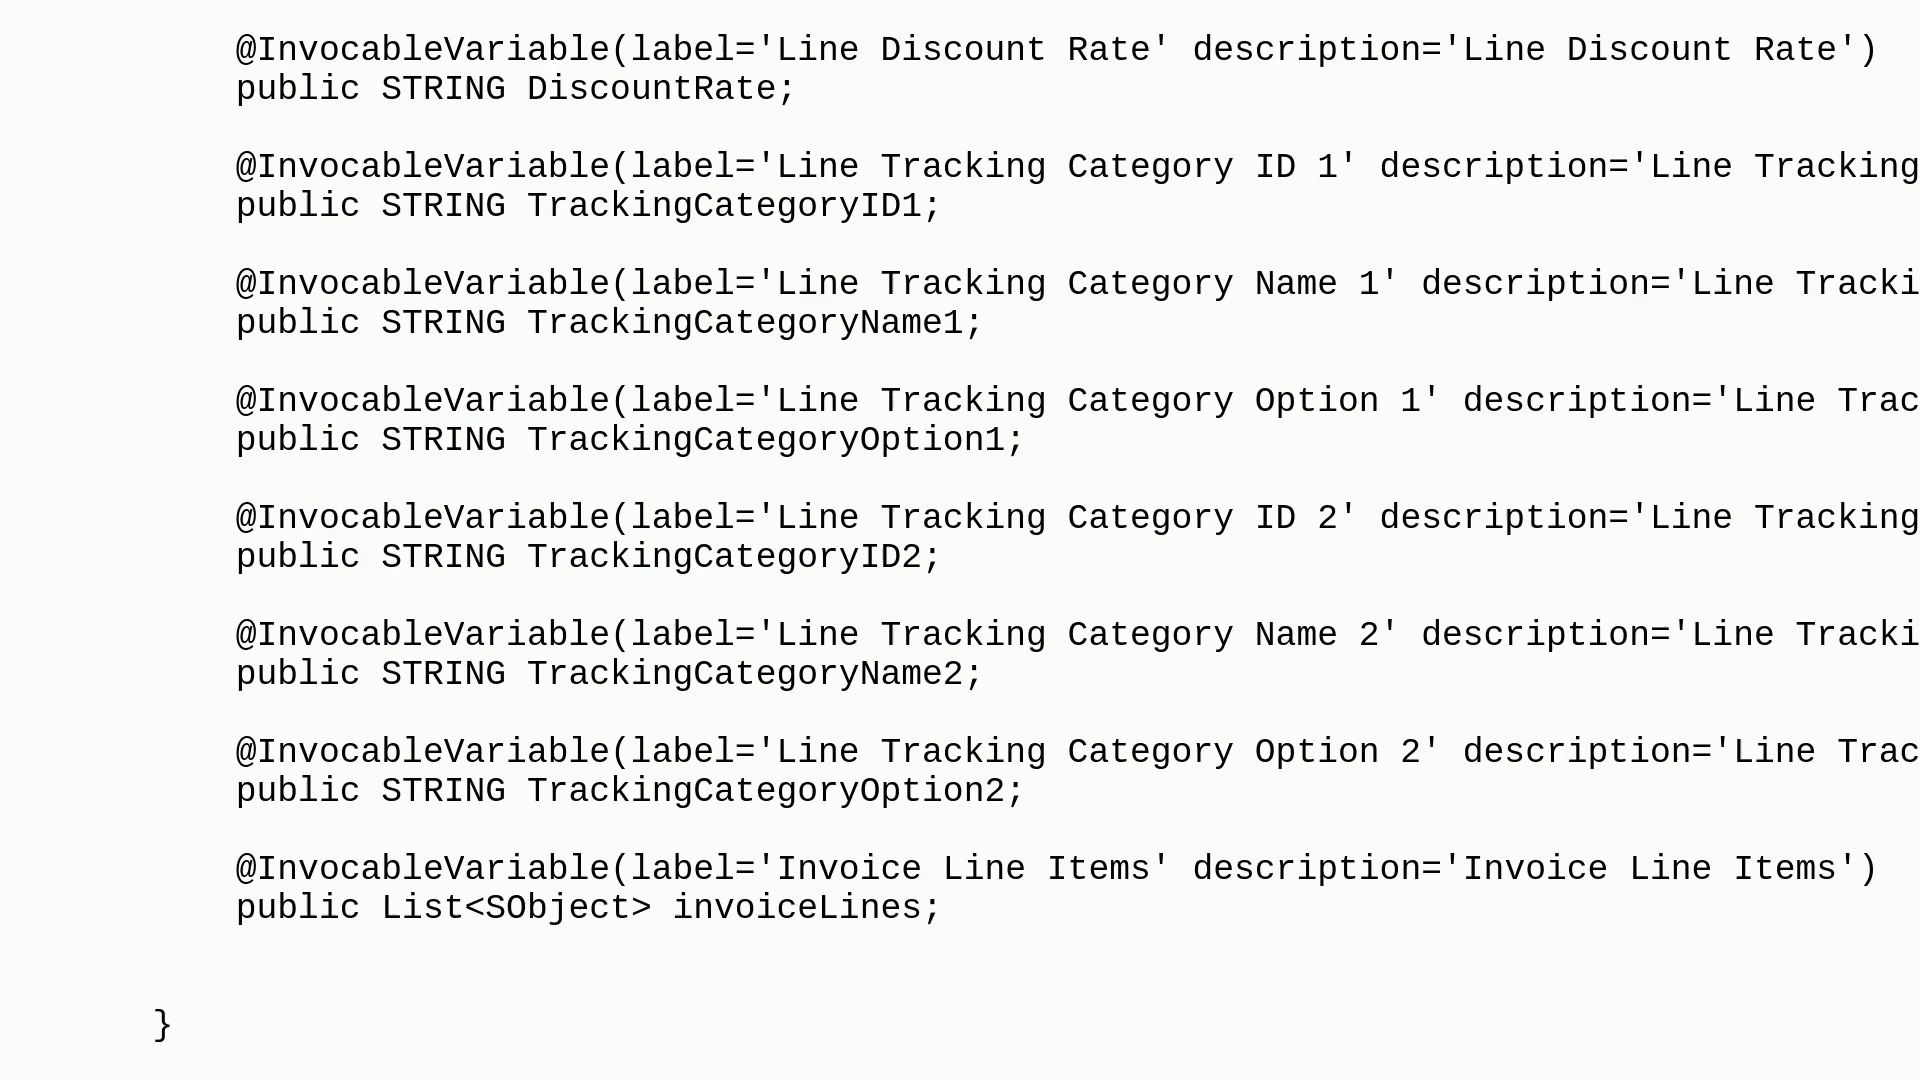 @InvocableVariable(label='Line Discount Rate' description='Line Discount Rate')
public STRING DiscountRate;
@InvocableVariable(label='Line Tracking Category ID 1' description='Line Tracking
public STRING TrackingCategoryID1;
@InvocableVariable(label='Line Tracking Category Name 1' description='Line Tracki
public STRING TrackingCategoryName1;
@InvocableVariable(label='Line Tracking Category Option 1' description='Line Trac
public STRING TrackingCategoryOption1;
@InvocableVariable(label='Line Tracking Category ID 2' description='Line Tracking
public STRING TrackingCategoryID2;
@InvocableVariable(label='Line Tracking Category Name 2' description='Line Tracki
public STRING TrackingCategoryName2;
@InvocableVariable(label='Line Tracking Category Option 2' description='Line Trac
public STRING TrackingCategoryOption2;
@InvocableVariable(label='Invoice Line Items' description='Invoice Line Items')
public List<SObject> invoiceLines;
}